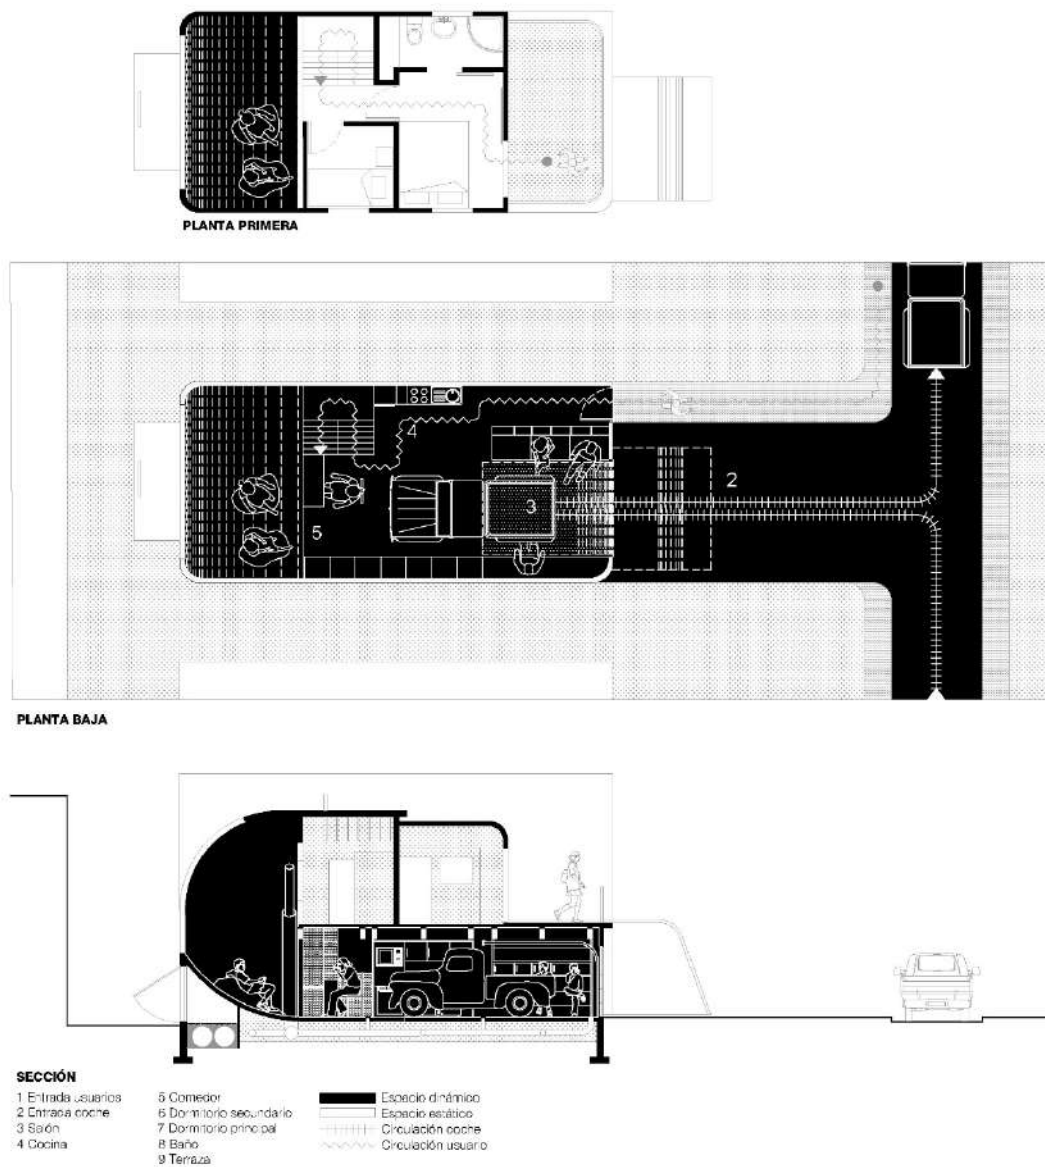 PLANTA PRIMERA
2
4
3
5
PLANTA BAJA
SECCIÓN
1 Entrada usuarios
2 Entrada coche
3 Salón
4 Cocina
5 Comedor
6 Dormitorio secundario
7 Dormitorio principal
8 Baño
9 Terraza
Espacio dinámico
Espacio estático
Circulación coche
Circulación usuario